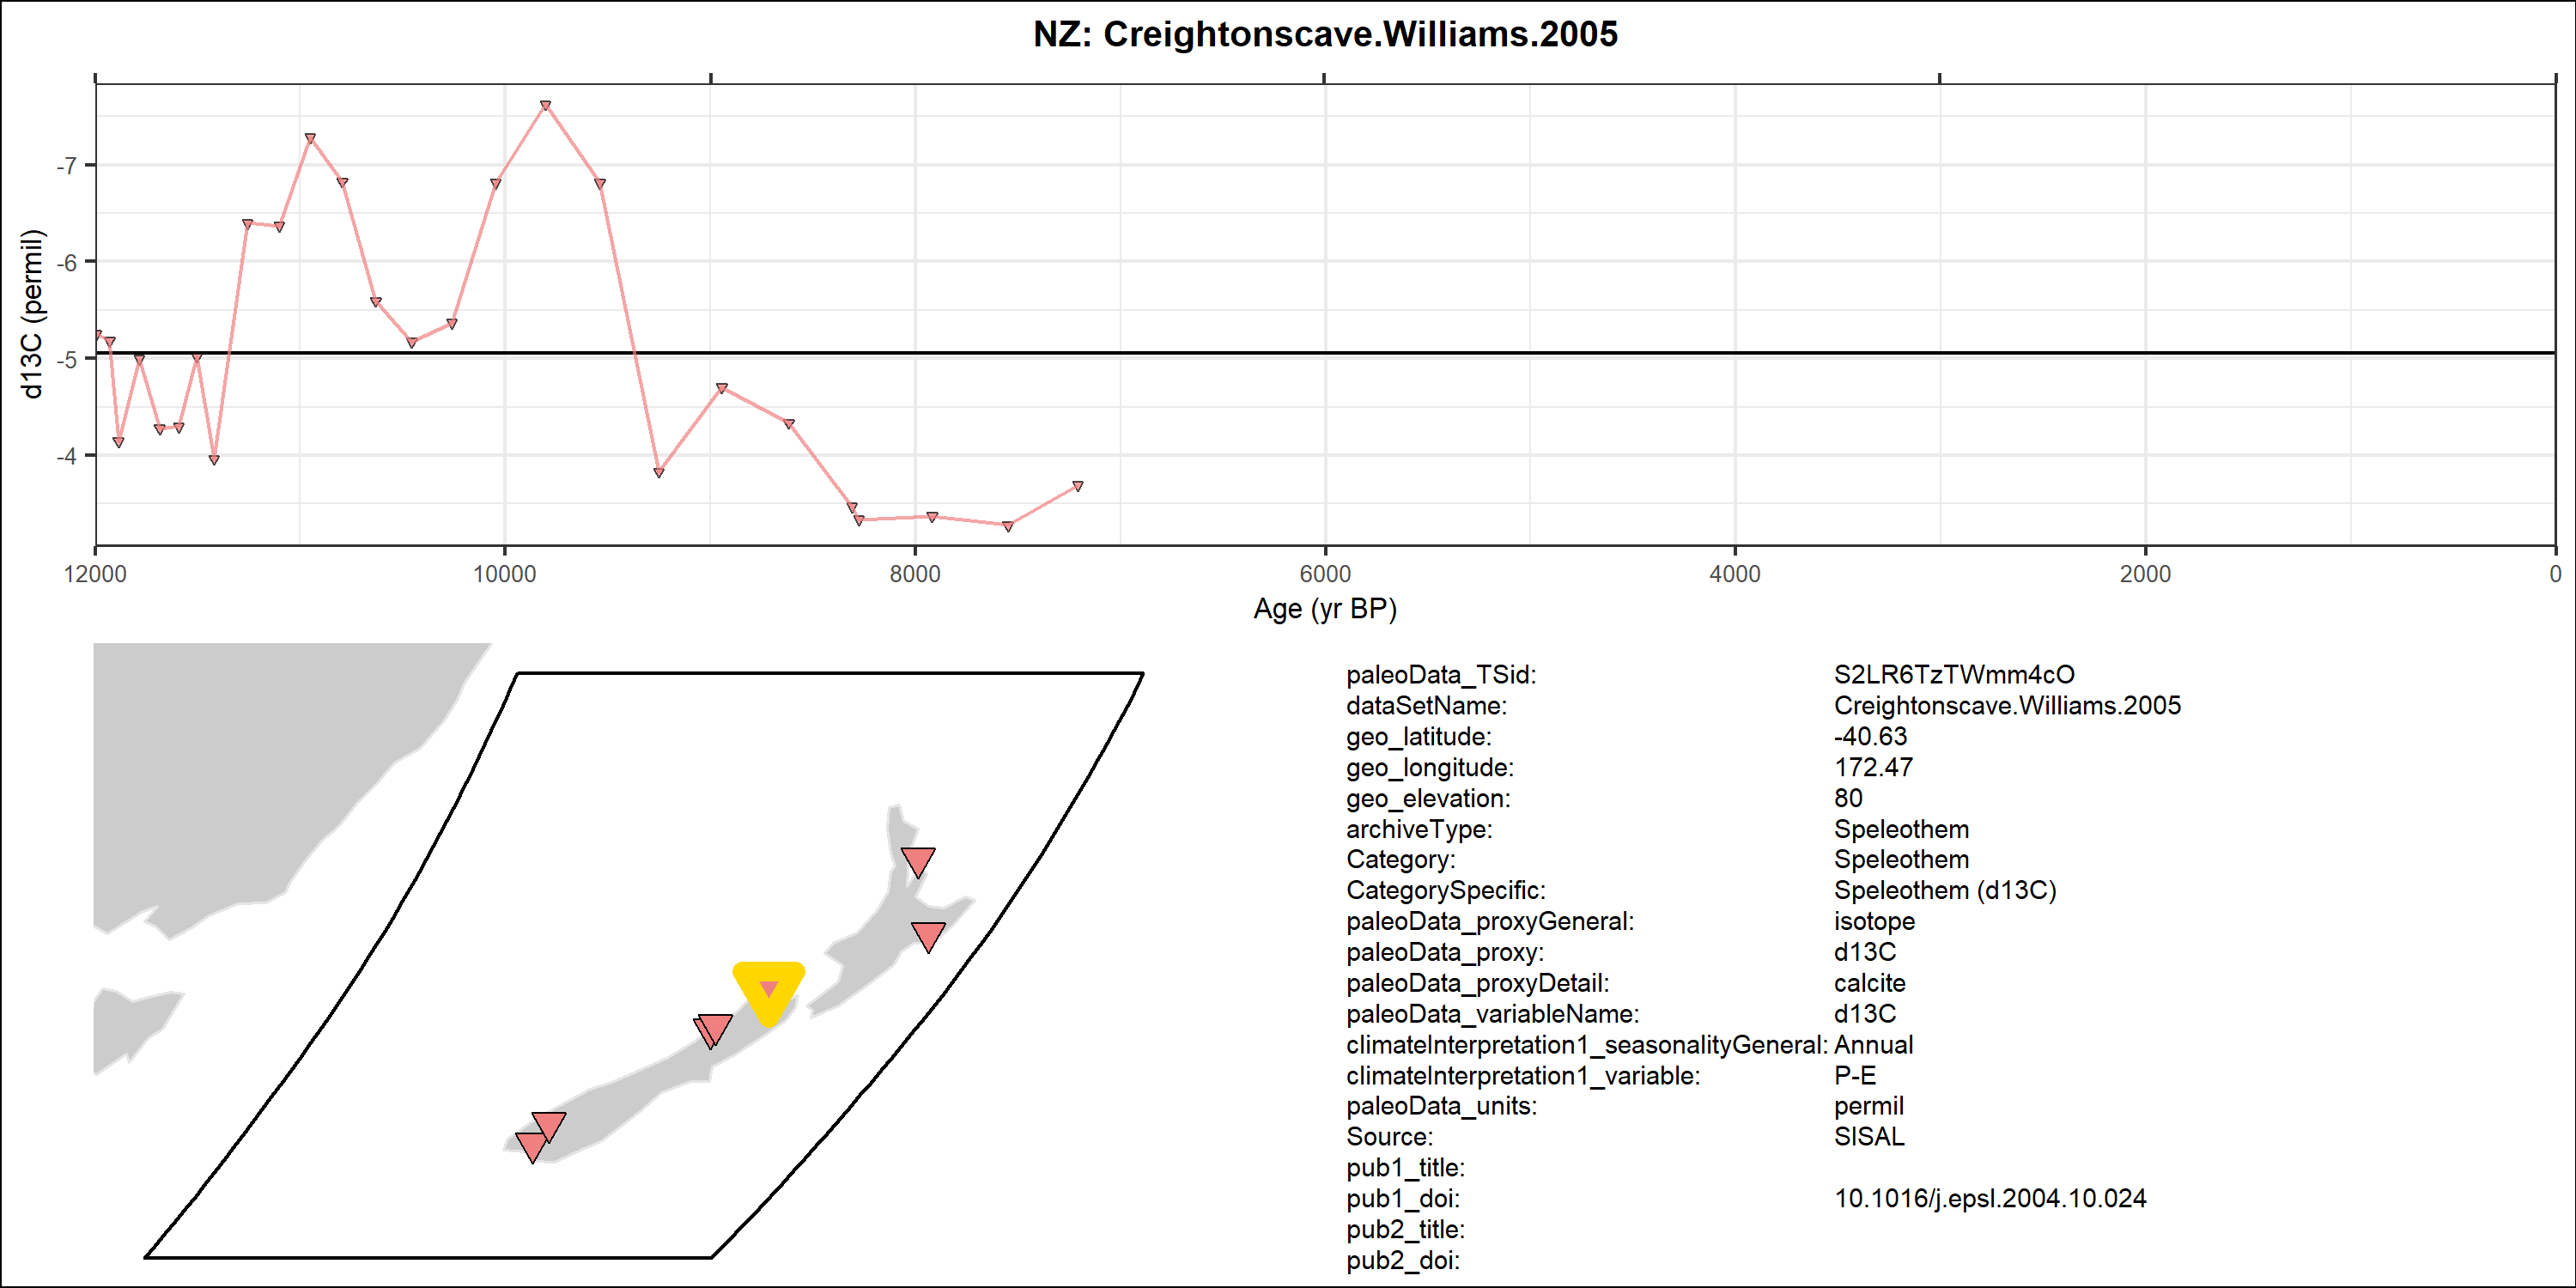 NZ: Creightonscave.Williams.2005
d13C (permil)
-7
-6
-5
-4
12000 10000 8000 6000 4000 2000 0
Age (yr BP)
paleoData_TSid: S2LR6TzTWmm4cO
dataSetName: Creightonscave.Williams.2005
geo_latitude: -40.63
geo_longitude: 172.47
geo_elevation: 80
archiveType: Speleothem
Category: Speleothem
CategorySpecific: Speleothem (d13C)
paleoData_proxyGeneral: isotope
paleoData_proxy: d13C
paleoData_proxyDetail: calcite
paleoData_variableName: d13C
climateInterpretation1_seasonalityGeneral: Annual
climateInterpretation1_variable: P-E
paleoData_units: permil
Source: SISAL
pub1_title:
pub1_doi: 10.1016/j.epsl.2004.10.024
pub2_title:
pub2_doi: